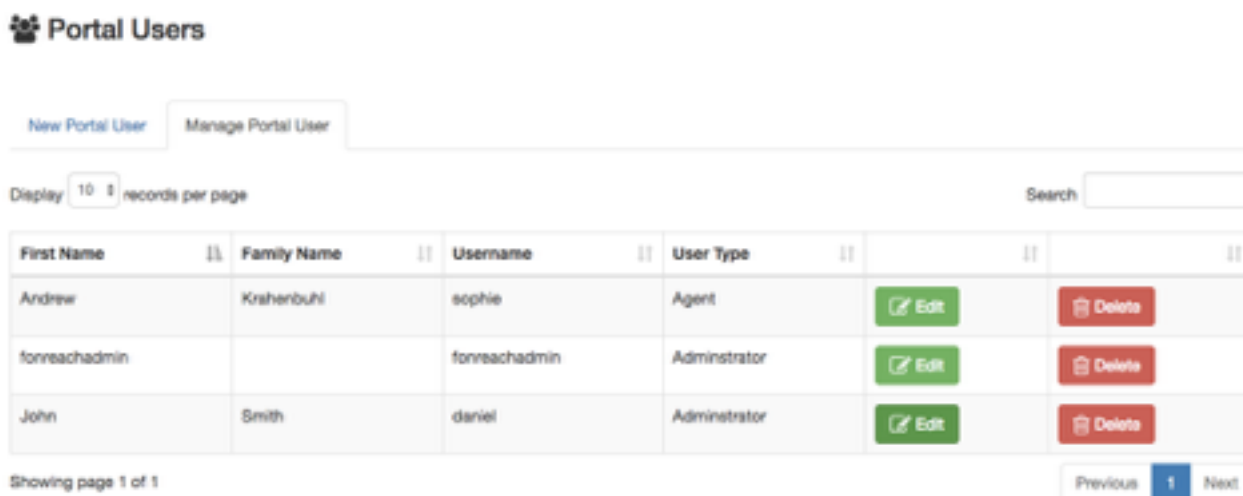 Portal Users
New Portal User Manage Portal User
Display 10 records per page Search
First Name Family Name Username User Type
Andrew Krahenbuhl sophie Agent Edit Delete
fonreachadmin fonreachadmin Adminstrator Edit Delete
John Smith daniel Adminstrator Edit Delete
Showing page 1 of 1 Previous 1 Next